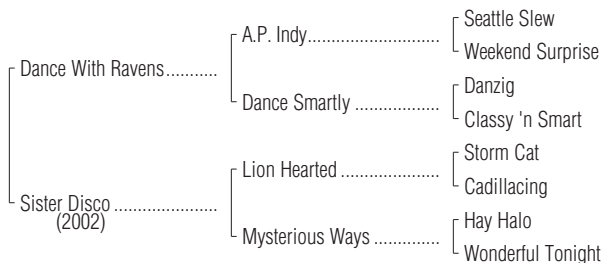 Seattle Slew
A.P. Indy
Weekend Surprise
Dance With Ravens
Danzig
Dance Smartly
Classy 'n Smart
Storm Cat
Lion Hearted
Cadillacing
Sister Disco
(2002)
Hay Halo
Mysterious Ways
Wonderful Tonight